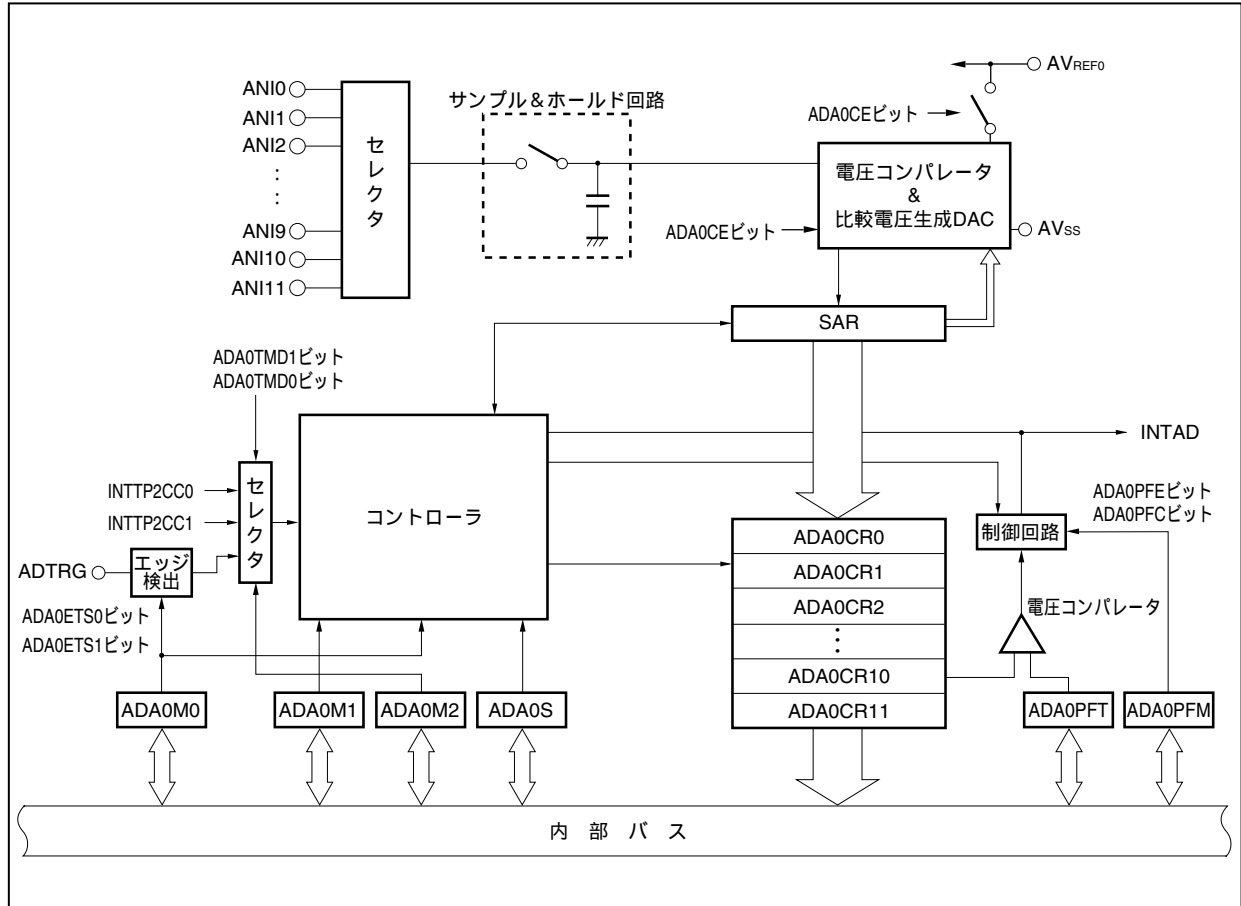 ANI0
ANI1
ANI2
ANI9
ANI10
ANI11
セレクタ
サンプル＆ホールド回路
AVREF0
ADA0CEビット
電圧コンパレータ
&
比較電圧生成DAC
ADA0CEビット
AVSS
SAR
ADA0TMD1ビット
ADA0TMD0ビット
INTTP2CC0
INTTP2CC1
ADTRG
エッジ
検出
セレクタ
コントローラ
ADA0ETS0ビット
ADA0ETS1ビット
INTAD
ADA0PFEビット
ADA0PFCビット
制御回路
電圧コンパレータ
ADA0CR0
ADA0CR1
ADA0CR2
ADA0CR10
ADA0CR11
ADA0M0
ADA0M1
ADA0M2
ADA0S
ADA0PFT
ADA0PFM
内部バス